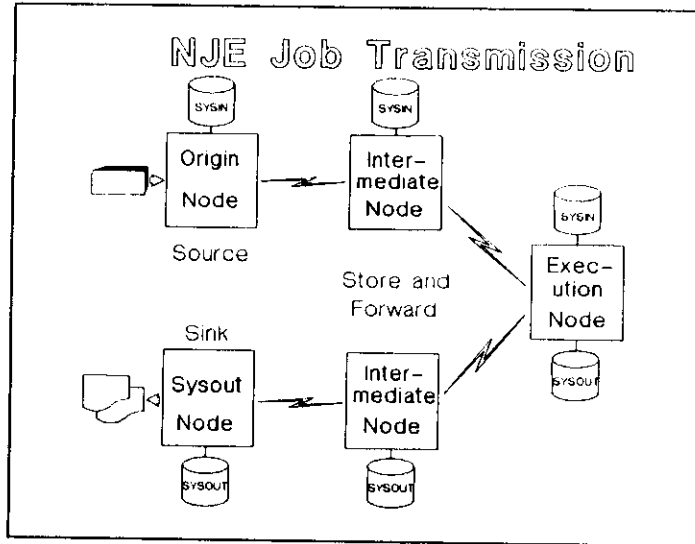 NJE Job Transmission
SYSIN
SYSIN
Origin
Node
Inter-
mediate
Node
SYSIN
Source
Store and
Forward
Exec-
ution
Node
Sink
Sysout
Node
Inter-
mediate
Node
SYSOUT
SYSOUT
SYSOUT